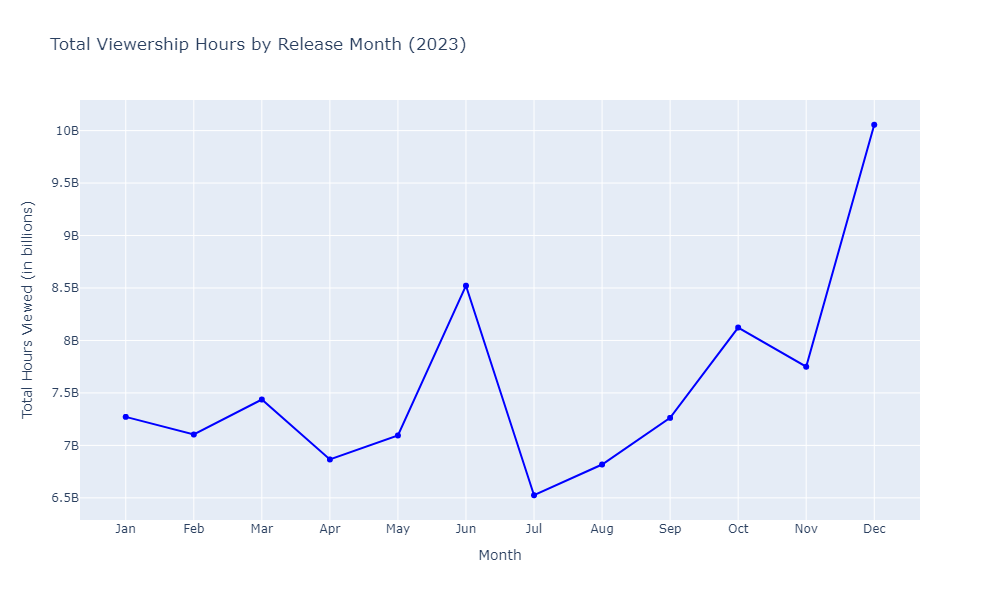 Total Viewership Hours by Release Month (2023)
Total Hours Viewed (in billions)
10B
9.5B
9B
8.5B
8B
7.5B
7B
6.5B
Jan Feb Mar Apr May Jun Jul Aug Sep Oct Nov Dec
Month